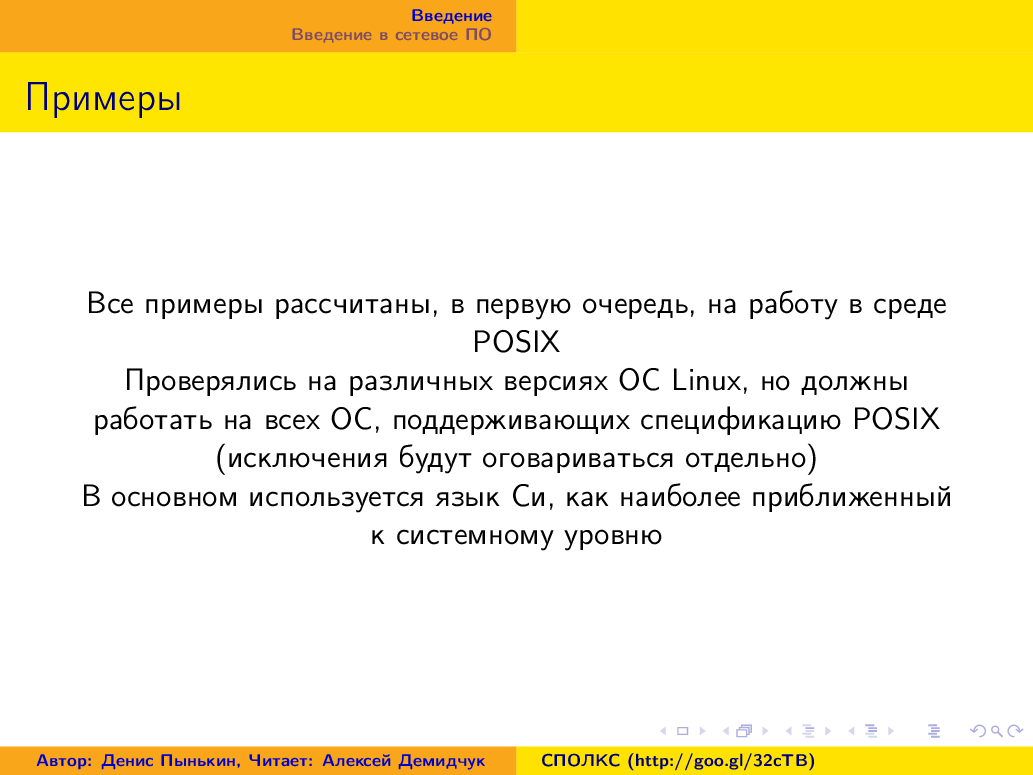 Введение
Введение в сетевое ПО
Примеры
Все примеры рассчитаны, в первую очередь, на работу в среде
POSIX
Проверялись на различных версиях ОС Linux, но должны
работать на всех ОС, поддерживающих спецификацию POSIX
(исключения будут оговариваться отдельно)
В основном используется язык Си, как наиболее приближенный
к системному уровню
Автор: Денис Пынькин, Читает: Алексей Демидчук
СПОЛКС (http://goo.gl/32cTB)